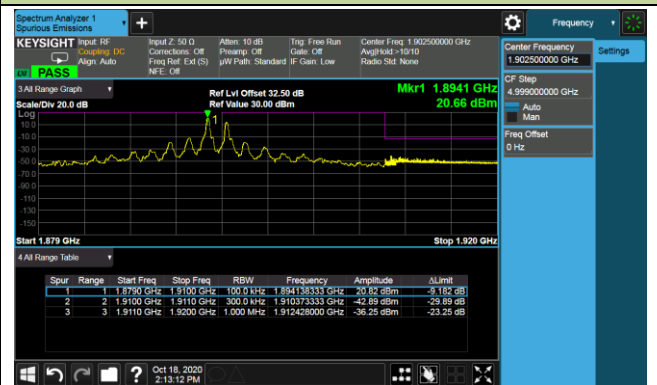 Spectrum Analyzer 1
Spurious Emissions
Frequency
KEYSIGHT
Input: RF
Coupling: DC
Align: Auto
Input Z: 50 Ω
Corrections: Off
Freq Ref: Ext (S)
NFE: Off
Atten: 10 dB
Preamp: Off
µW Path: Standard
Trig: Free Run
Gate: Off
IF Gain: Low
Center Freq: 1.902500000 GHz
Avg|Hold:>10/10
Radio Std: None
PASS
Center Frequency
1.902500000 GHz
Settings
CF Step
4.999000000 GHz
Auto
Man
Freq Offset
0 Hz
3 All Range Graph
Scale/Div 20.0 dB
Ref Lvl Offset 32.50 dB
Ref Value 30.00 dBm
Mkr1 1.8941 GHz
20.66 dBm
Log
10.0
-10.0
-30.0
-50.0
-70.0
-90.0
-110
-130
-150
1
Start 1.879 GHz
Stop 1.920 GHz
4 All Range Table
Spur Range Start Freq Stop Freq RBW Frequency Amplitude ΔLimit
1 1 1.8790 GHz 1.9100 GHz 100.0 kHz 1.894138333 GHz 20.82 dBm -9.182 dB
2 2 1.9100 GHz 1.9110 GHz 300.0 kHz 1.910373333 GHz -42.89 dBm -29.89 dB
3 3 1.9110 GHz 1.9200 GHz 1.000 MHz 1.912428000 GHz -36.25 dBm -23.25 dB
Oct 18, 2020
2:13:12 PM